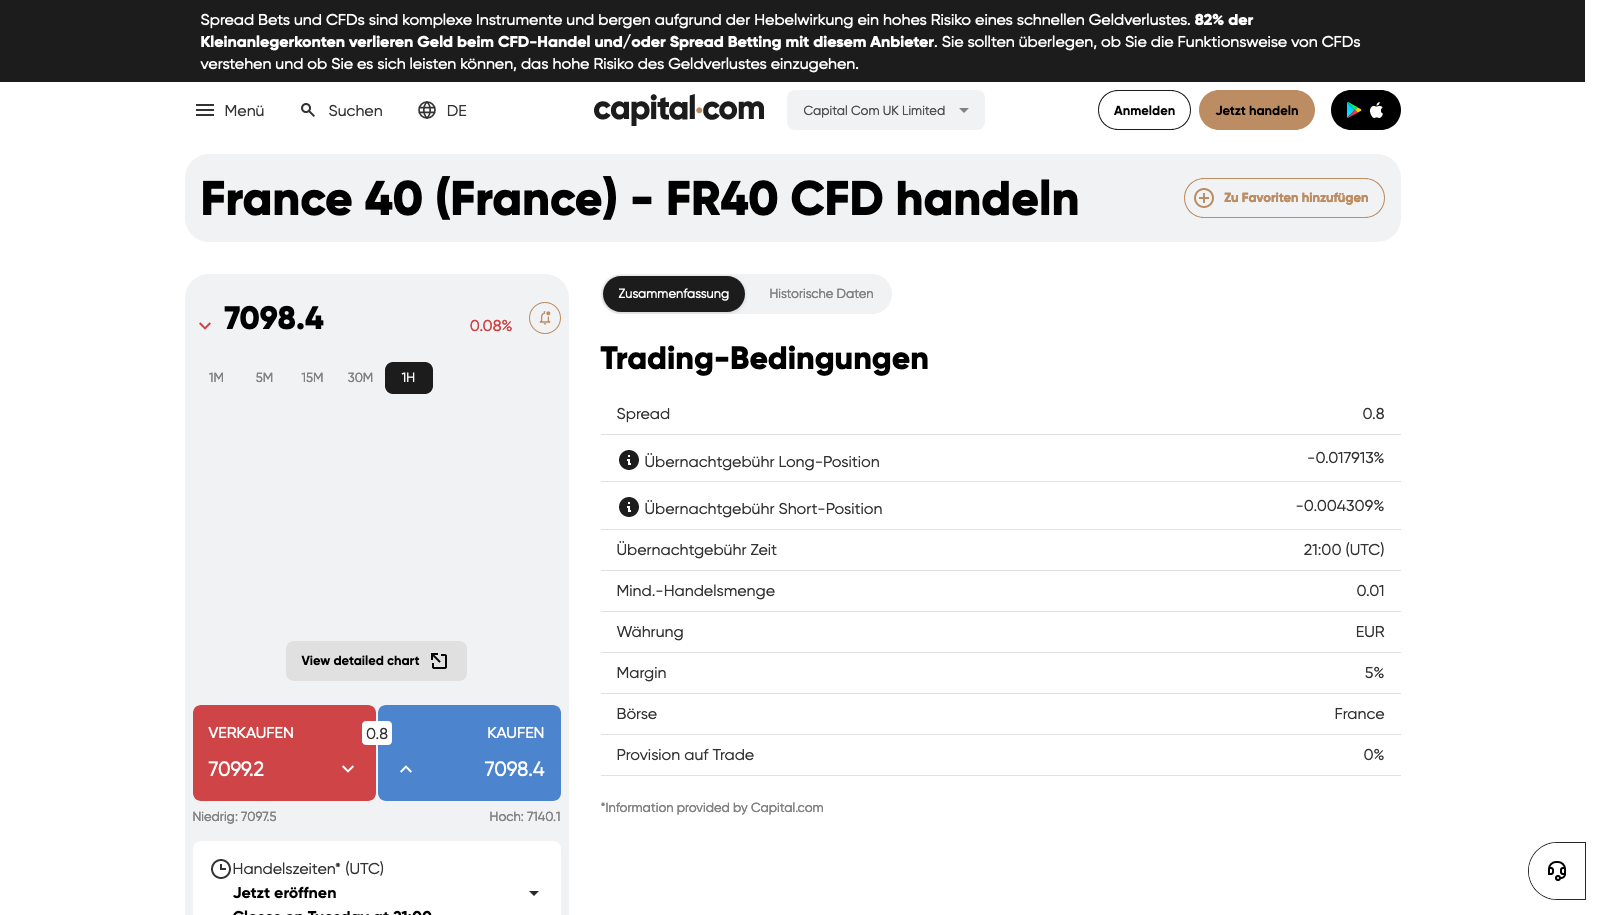 Spread Bets und CFDs sind komplexe Instrumente und bergen aufgrund der Hebelwirkung ein hohes Risiko eines schnellen Geldverlustes. 82% der
Kleinanlegerkonten verlieren Geld beim CFD-Handel und/oder Spread Betting mit diesem Anbieter. Sie sollten überlegen, ob Sie die Funktionsweise von CFDs
verstehen und ob Sie es sich leisten können, das hohe Risiko des Geldverlustes einzugehen.
Menü Suchen DE capital.com Capital Com UK Limited Anmelden Jetzt handeln
France 40 (France) - FR40 CFD handeln Zu Favoriten hinzufügen
7098.4 0.08%
1M 5M 15M 30M 1H
View detailed chart
VERKAUFEN 0.8 KAUFEN
7099.2 7098.4
Niedrig: 7097.5 Hoch: 7140.1
Handelszeiten* (UTC)
Jetzt eröffnen
Closes on Tuesday at 21:00
Zusammenfassung Historische Daten
Trading-Bedingungen
Spread 0.8
Übernachtgebühr Long-Position -0.017913%
Übernachtgebühr Short-Position -0.004309%
Übernachtgebühr Zeit 21:00 (UTC)
Mind.-Handelsmenge 0.01
Währung EUR
Margin 5%
Börse France
Provision auf Trade 0%
*Information provided by Capital.com